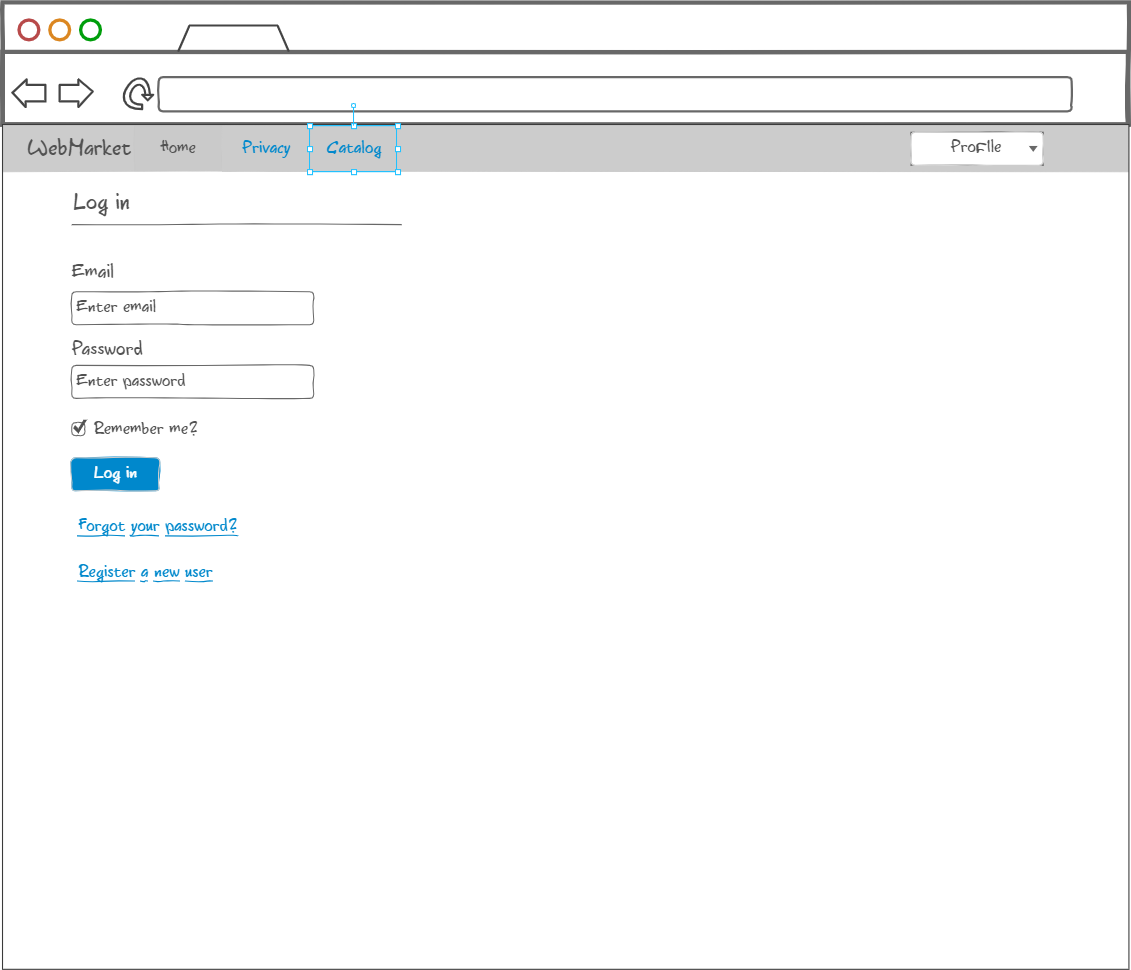 WebMarket Home Privacy Catalog Profile
Log in
Email
Enter email
Password
Enter password
Remember me?
Log in
Forgot your password?
Register a new user